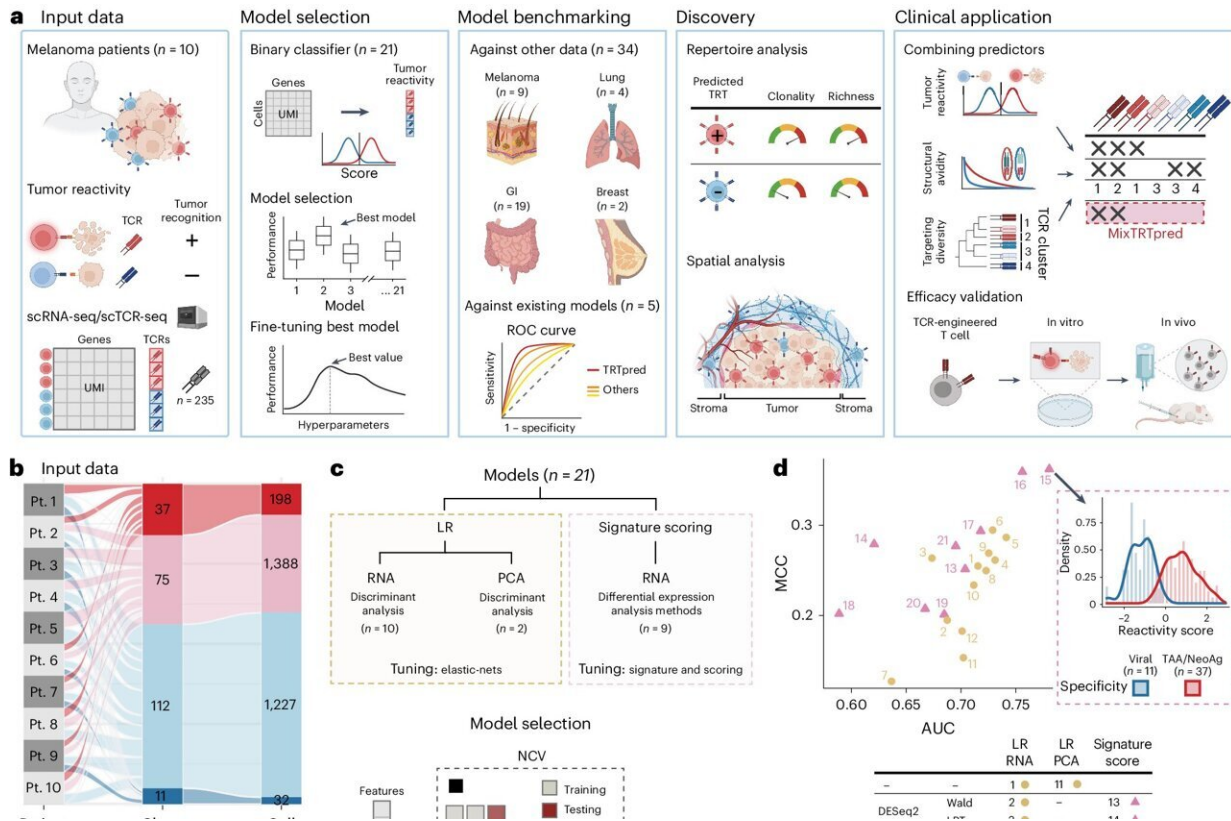 a
Input data
Model selection
Model benchmarking
Discovery
Clinical application
Melanoma patients (n = 10)
Tumor reactivity
TCR
Tumor
recognition
+
−
scRNA-seq/scTCR-seq
Genes
TCRs
UMI
n = 235
Binary classifier (n = 21)
Genes
Cells
UMI
Tumor
reactivity
Score
Model selection
Performance
Best model
1
2
3
... 21
Model
Fine-tuning best model
Performance
Best value
Hyperparameters
Against other data (n = 34)
Melanoma
(n = 9)
Lung
(n = 4)
GI
(n = 19)
Breast
(n = 2)
Against existing models (n = 5)
ROC curve
Sensitivity
TRTpred
Others
1 − specificity
Repertoire analysis
Predicted
TRT
Clonality
Richness
+
-
Spatial analysis
Stroma
Tumor
Stroma
Combining predictors
Tumor
reactivity
Structural
avidity
Targeting
diversity
1
2
3
4
TCR cluster
1 2 1 3 3 4
MixTRTpred
Efficacy validation
TCR-engineered
T cell
In vitro
In vivo
b
Input data
Pt. 1
Pt. 2
Pt. 3
Pt. 4
Pt. 5
Pt. 6
Pt. 7
Pt. 8
Pt. 9
Pt. 10
37
75
112
11
198
1,388
1,227
32
c
Models (n = 21)
LR
Signature scoring
RNA
Discriminant
analysis
(n = 10)
PCA
Discriminant
analysis
(n = 2)
RNA
Differential expression
analysis methods
(n = 9)
Tuning: elastic-nets
Tuning: signature and scoring
Model selection
NCV
Features
Training
Testing
d
MCC
0.3
0.2
0.60
0.65
0.70
0.75
AUC
16
15
14
17
6
5
21
3
9
1
4
13
8
10
18
20
19
2
12
11
7
Density
0.75
0.50
0.25
0
−2
0
2
Reactivity score
Viral
(n = 11)
TAA/NeoAg
(n = 37)
Specificity
LR
RNA
LR
PCA
Signature
score
–
–
1
11
–
DESeq2
Wald
2
–
13